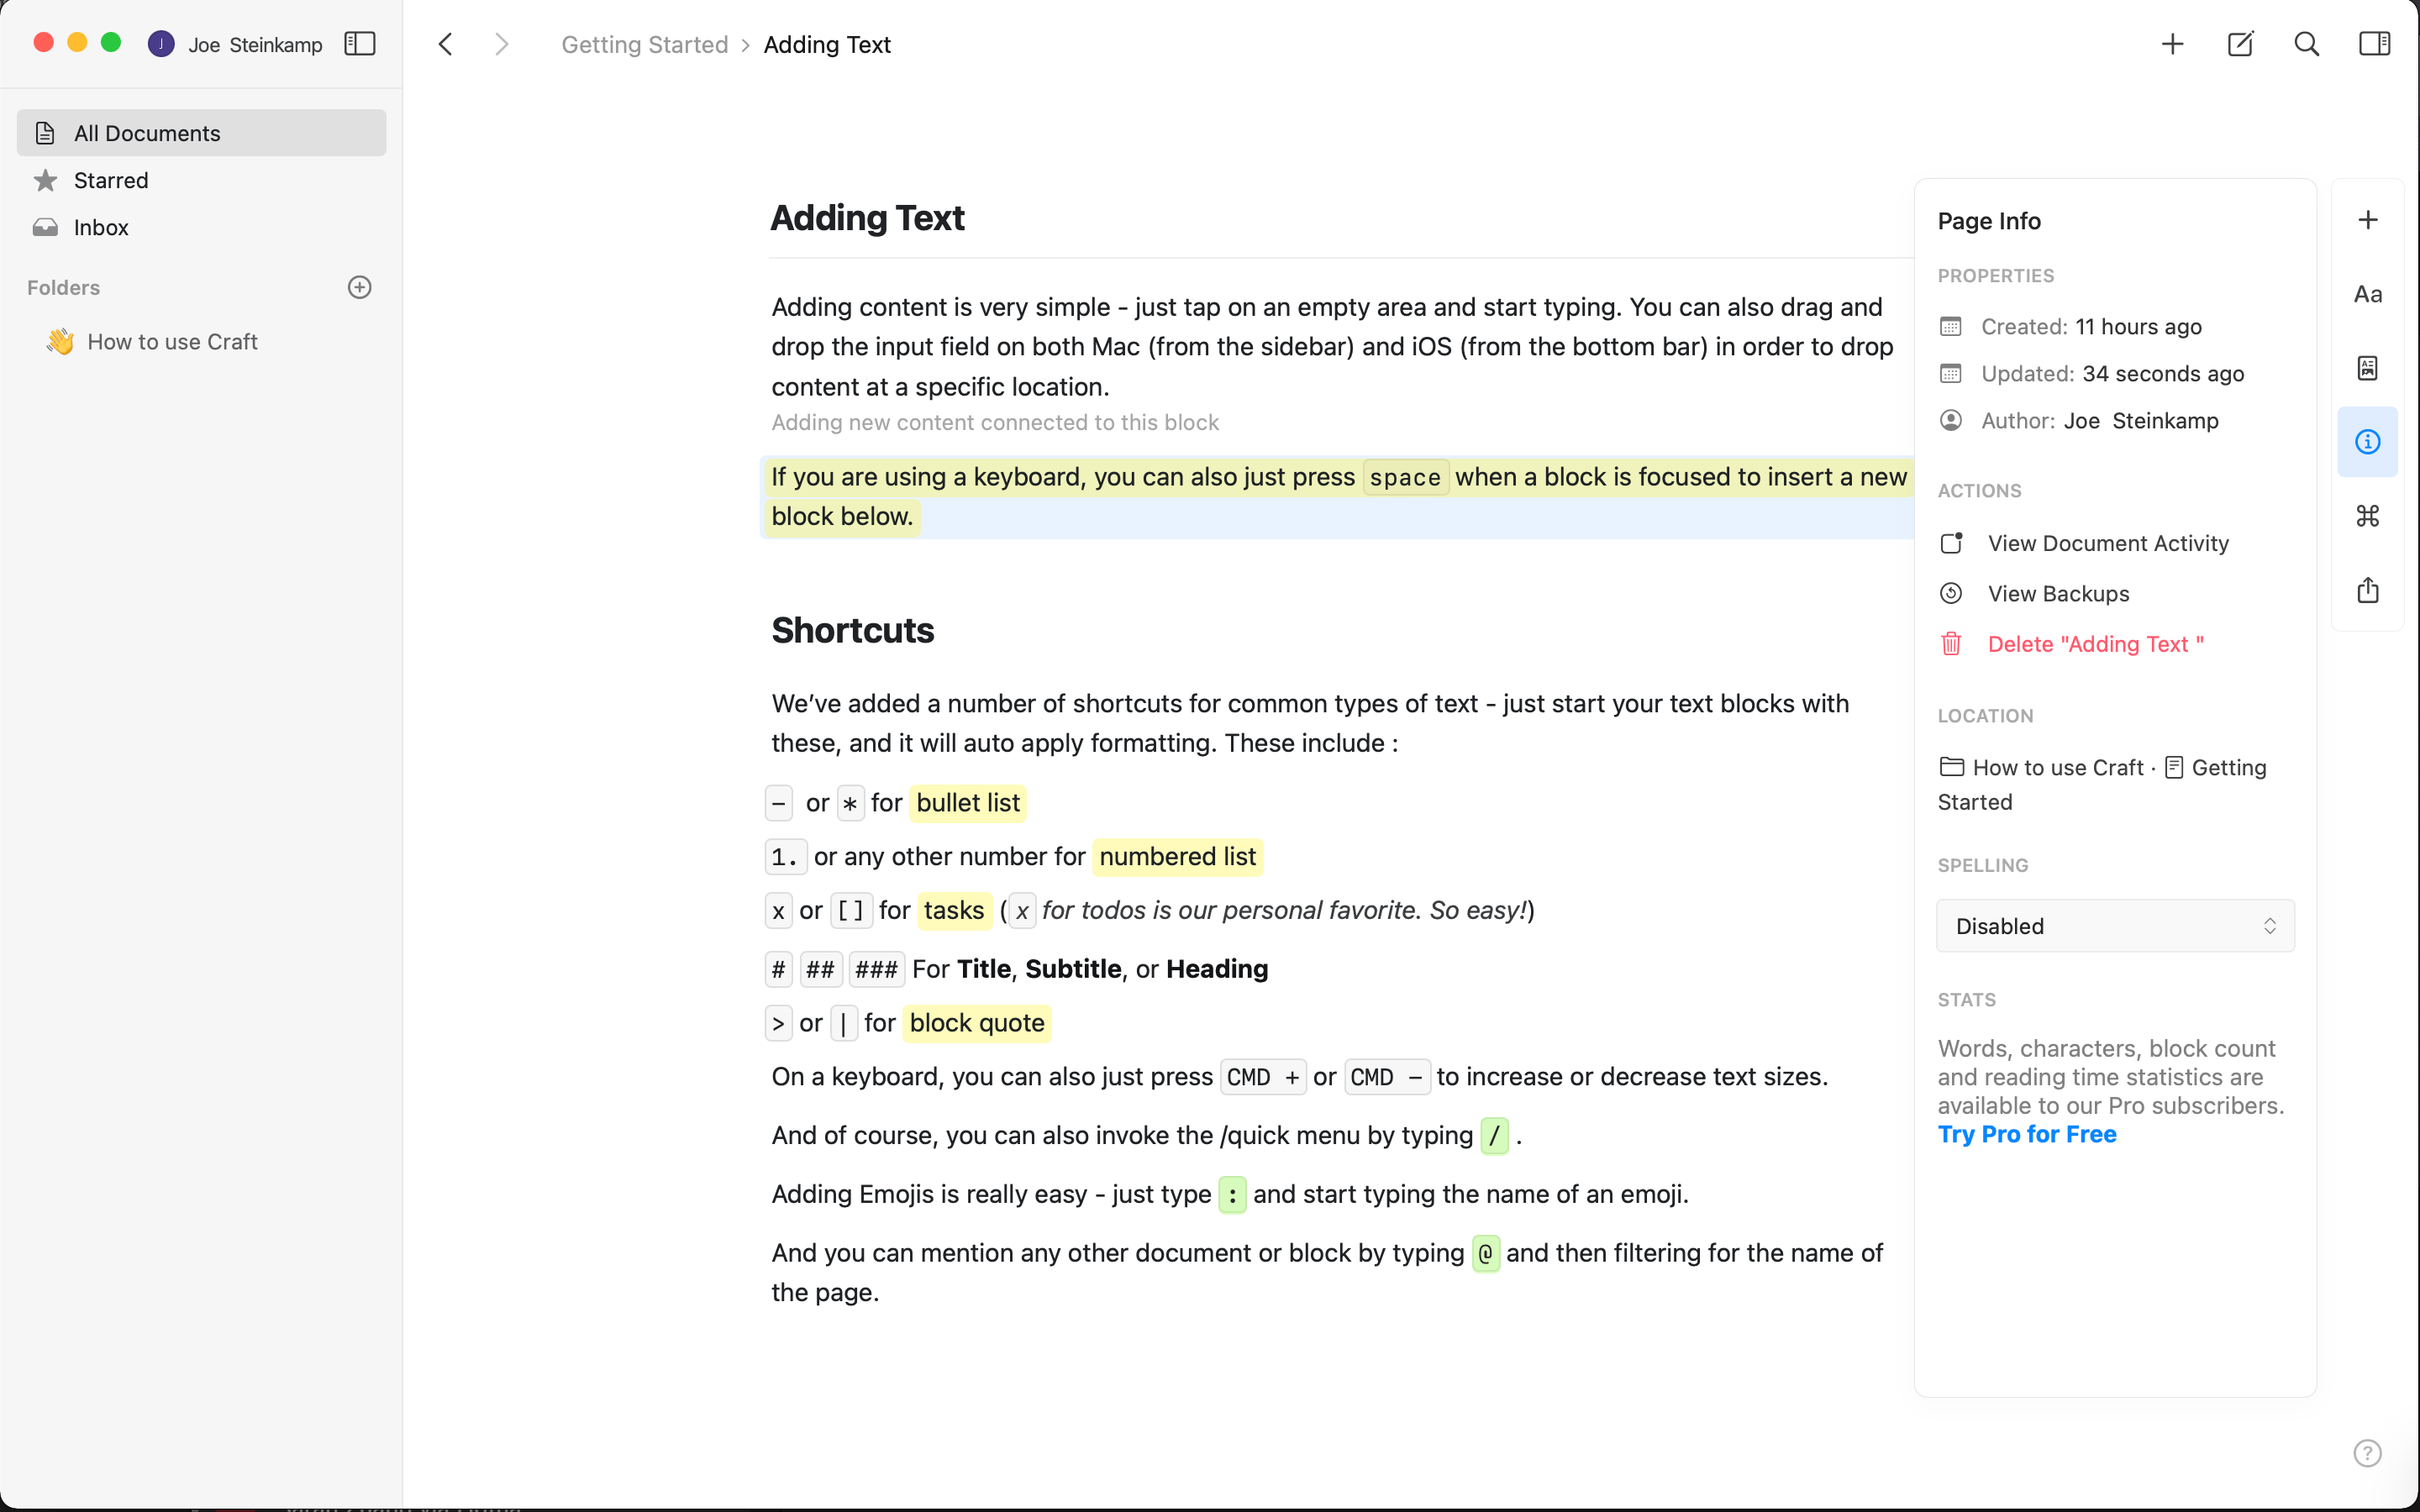 J Joe Steinkamp
Getting Started › Adding Text
All Documents
Starred
Inbox
Folders
How to use Craft
Adding Text
Adding content is very simple - just tap on an empty area and start typing. You can also drag and
drop the input field on both Mac (from the sidebar) and iOS (from the bottom bar) in order to drop
content at a specific location.
Adding new content connected to this block
If you are using a keyboard, you can also just press space when a block is focused to insert a new
block below.
Shortcuts
We’ve added a number of shortcuts for common types of text - just start your text blocks with
these, and it will auto apply formatting. These include :
– or * for bullet list
1. or any other number for numbered list
x or [] for tasks (x for todos is our personal favorite. So easy!)
# ## ### For Title, Subtitle, or Heading
> or | for block quote
On a keyboard, you can also just press CMD + or CMD – to increase or decrease text sizes.
And of course, you can also invoke the /quick menu by typing / .
Adding Emojis is really easy - just type : and start typing the name of an emoji.
And you can mention any other document or block by typing @ and then filtering for the name of
the page.
Page Info
PROPERTIES
Created: 11 hours ago
Updated: 34 seconds ago
Author: Joe Steinkamp
ACTIONS
View Document Activity
View Backups
Delete "Adding Text "
LOCATION
How to use Craft · Getting
Started
SPELLING
Disabled
STATS
Words, characters, block count
and reading time statistics are
available to our Pro subscribers.
Try Pro for Free
Aa
?